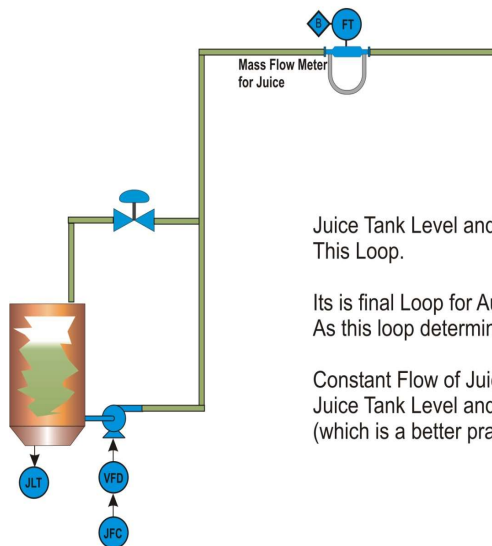 B
FT
Mass Flow Meter
for Juice
Juice Tank Level and
This Loop.
Its is final Loop for Au
As this loop determin
Constant Flow of Juic
Juice Tank Level and
(which is a better pra
JLT
VFD
JFC